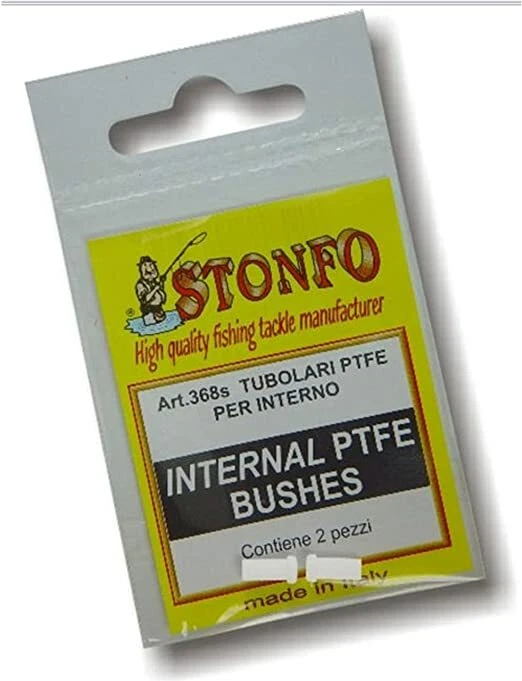 STONFO
®
High quality fishing tackle manufacturer
Art.368s TUBOLARI PTFE
PER INTERNO
INTERNAL PTFE
BUSHES
Contiene 2 pezzi
made in Italy